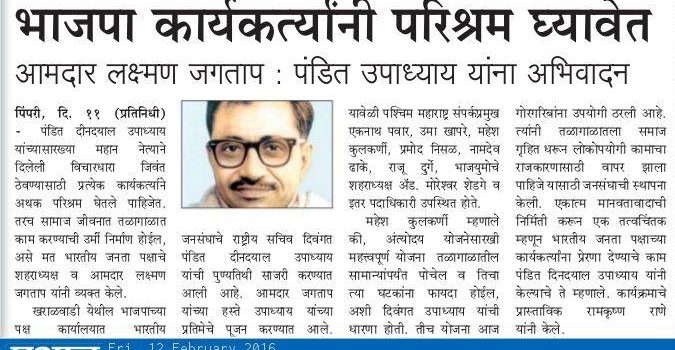 भाजपा कार्यकर्त्यांनी परिश्रम घ्यावेत
आमदार लक्ष्मण जगताप : पंडित उपाध्याय यांना अभिवादन
पिंपरी, दि. ११ (प्रतिनिधी)
- पंडित दीनदयाल उपाध्याय
यांच्यासारख्या महान नेत्याने
दिलेली विचारधारा जिवंत
ठेवण्यासाठी प्रत्येक कार्यकर्त्याने
अथक परिश्रम घेतले पाहिजेत.
तरच सामाज जीवनात तळागाळात
काम करण्याची उर्मी निर्माण होईल,
असे मत भारतीय जनता पक्षाचे
शहराध्यक्ष व आमदार लक्ष्मण
जगताप यांनी व्यक्त केले.
खराळवाडी येथील भाजपाच्या
पक्ष कार्यालयात भारतीय
जनसंघाचे राष्ट्रीय सचिव दिवंगत
पंडित दीनदयाल उपाध्याय
यांची पुण्यतिथी साजरी करण्यात
आली आहे. आमदार जगताप
यांच्या हस्ते उपाध्याय यांच्या
प्रतिमेचे पूजन करण्यात आले.
यावेळी पश्चिम महाराष्ट्र संपर्कप्रमुख
एकनाथ पवार, उमा खापरे, महेश
कुलकर्णी, प्रमोद निसळ, नामदेव
ढाके, राजू दुर्गे, भाजयुमोचे
शहराध्यक्ष अँड. मोरेश्वर शेडगे व
इतर पदाधिकारी उपस्थित होते.
महेश कुलकर्णी म्हणाले
की, अंत्योदय योजनेसारखी
महत्त्वपूर्ण योजना तळागाळातील
सामान्यांपर्यंत पोचेल व तिचा
त्या घटकांना फायदा होईल,
अशी दिवंगत उपाध्याय यांची
धारणा होती. तीच योजना आज
गोरगरिबांना उपयोगी ठरली आहे.
त्यांनी तळागाळातला समाज
गृहित धरून लोकोपयोगी कामाचा
राजकारणासाठी वापर झाला
पाहिजे यासाठी जनसंघाची स्थापना
केली. एकात्म मानवतावादाची
निर्मिती करून एक तत्वचिंतक
म्हणून भारतीय जनता पक्षाच्या
कार्यकर्त्यांना प्रेरणा देण्याचे काम
पंडित दिनदयाल उपाध्याय यांनी
केल्याचे ते म्हणाले. कार्यक्रमाचे
प्रास्ताविक रामकृष्ण राणे
यांनी केले.
Fri, 12 February 2016